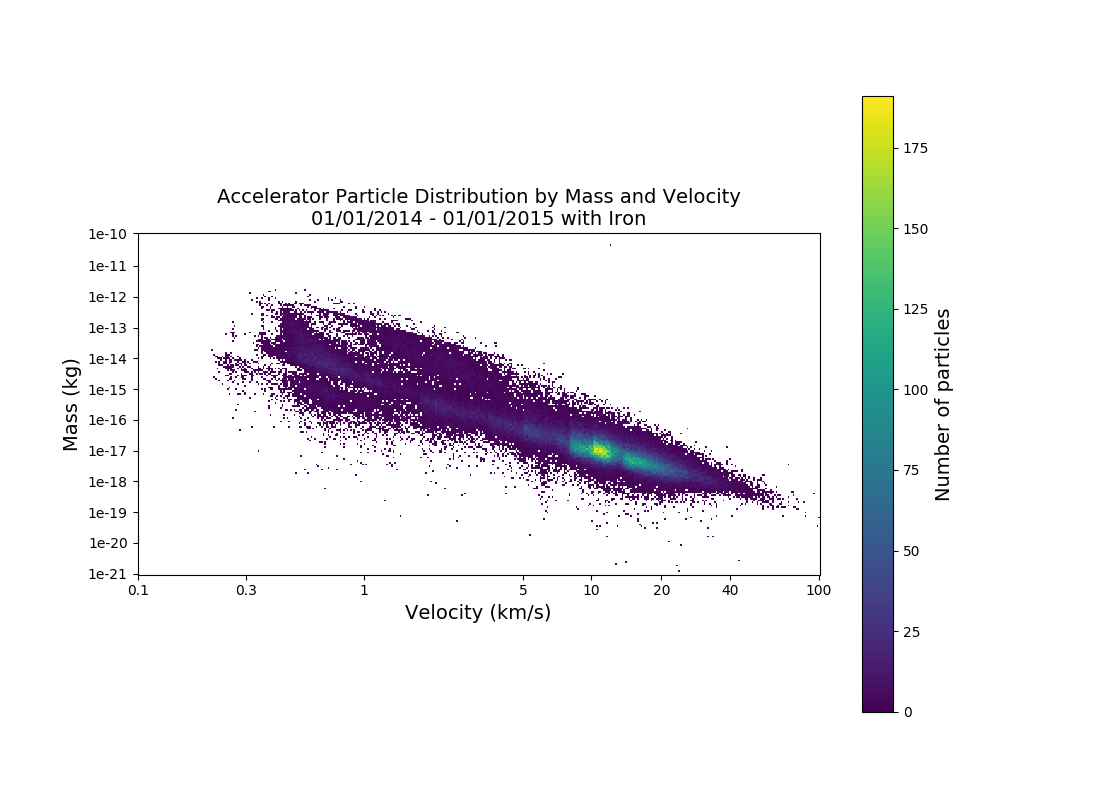 Accelerator Particle Distribution by Mass and Velocity
01/01/2014 - 01/01/2015 with Iron
1e-10
1e-11
1e-12
1e-13
1e-14
1e-15
1e-16
1e-17
1e-18
1e-19
1e-20
1e-21
Mass (kg)
0.1 0.3 1 5 10 20 40 100
Velocity (km/s)
175
150
125
100
75
50
25
0
Number of particles